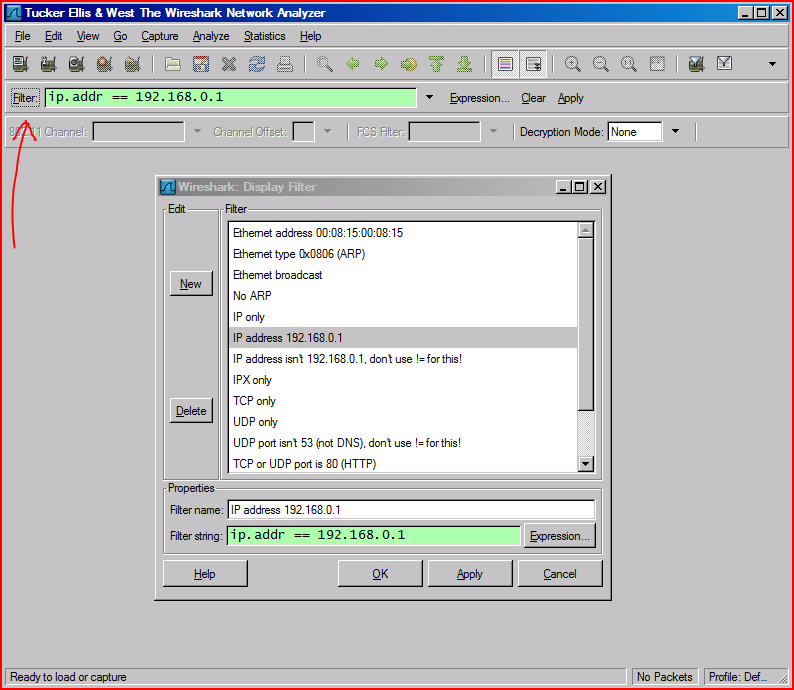 Tucker Ellis & West The Wireshark Network Analyzer
File Edit View Go Capture Analyze Statistics Help
Filter: ip.addr == 192.168.0.1 Expression... Clear Apply
802.11 Channel: Channel Offset: FCS Filter: Decryption Mode: None
Wireshark: Display Filter
Edit Filter
Ethernet address 00:08:15:00:08:15
Ethernet type 0x0806 (ARP)
Ethernet broadcast
New
No ARP
IP only
IP address 192.168.0.1
IP address isn't 192.168.0.1, don't use != for this!
IPX only
TCP only
Delete
UDP only
UDP port isn't 53 (not DNS), don't use != for this!
TCP or UDP port is 80 (HTTP)
Properties
Filter name: IP address 192.168.0.1
Filter string: ip.addr == 192.168.0.1 Expression...
Help OK Apply Cancel
Ready to load or capture No Packets Profile: Def...